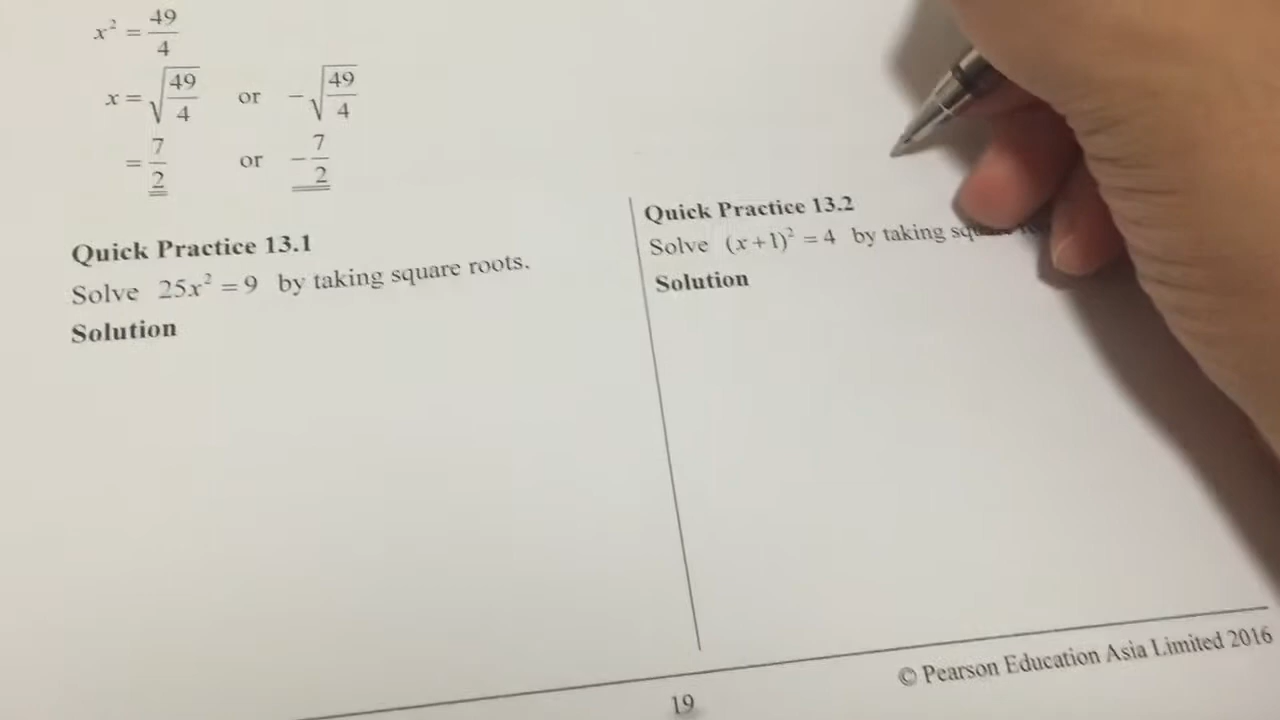 x² = 49/4
x = √(49/4) or −√(49/4)
= 7/2 or −7/2
Quick Practice 13.1
Solve 25x² = 9 by taking square roots.
Solution
Quick Practice 13.2
Solve (x+1)² = 4 by taking
Solution
© Pearson Education Asia Limited 2016
19